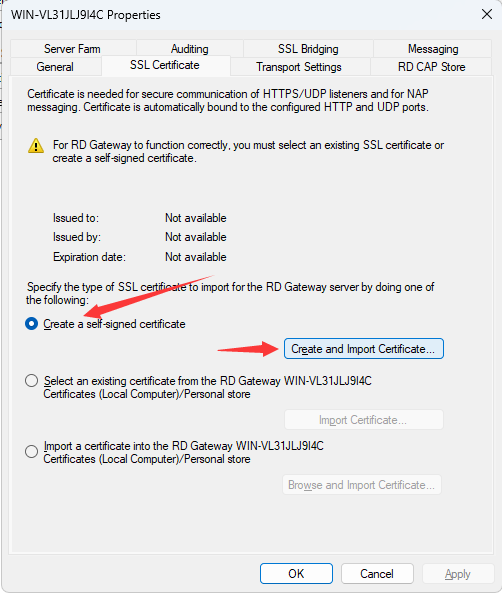 WIN-VL31JLJ9I4C Properties
Server Farm Auditing SSL Bridging Messaging
General SSL Certificate Transport Settings RD CAP Store
Certificate is needed for secure communication of HTTPS/UDP listeners and for NAP
messaging. Certificate is automatically bound to the configured HTTP and UDP ports.
For RD Gateway to function correctly, you must select an existing SSL certificate or
create a self-signed certificate.
Issued to: Not available
Issued by: Not available
Expiration date: Not available
Specify the type of SSL certificate to import for the RD Gateway server by doing one of
the following:
Create a self-signed certificate
Create and Import Certificate...
Select an existing certificate from the RD Gateway WIN-VL31JLJ9I4C
Certificates (Local Computer)/Personal store
Import Certificate...
Import a certificate into the RD Gateway WIN-VL31JLJ9I4C
Certificates (Local Computer)/Personal store
Browse and Import Certificate...
OK Cancel Apply